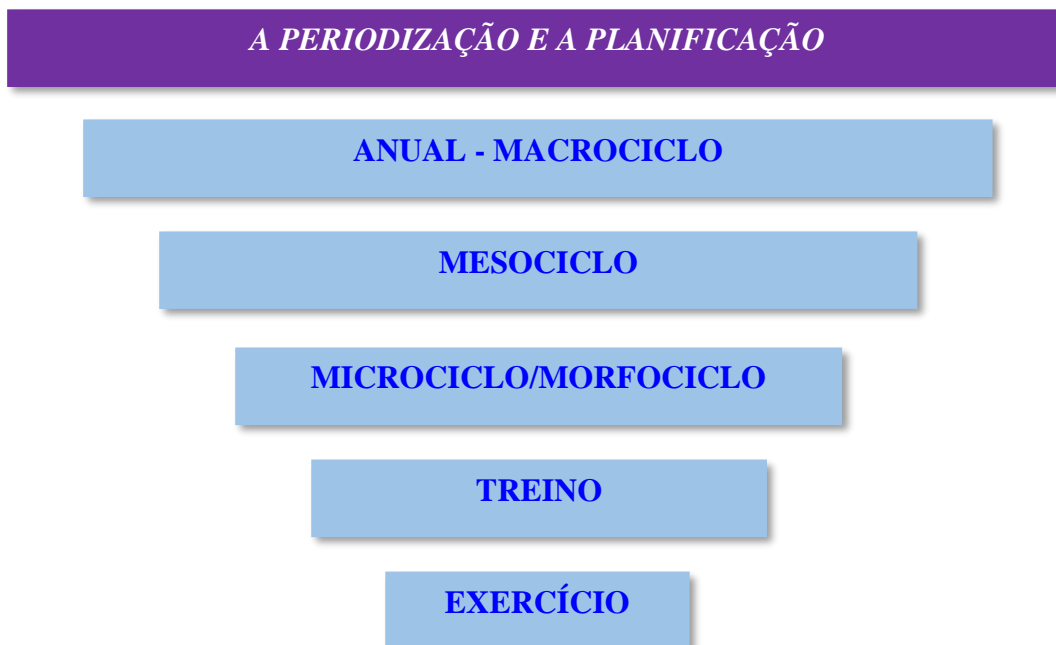 A PERIODIZAÇÃO E A PLANIFICAÇÃO
ANUAL - MACROCICLO
MESOCICLO
MICROCICLO/MORFOCICLO
TREINO
EXERCÍCIO